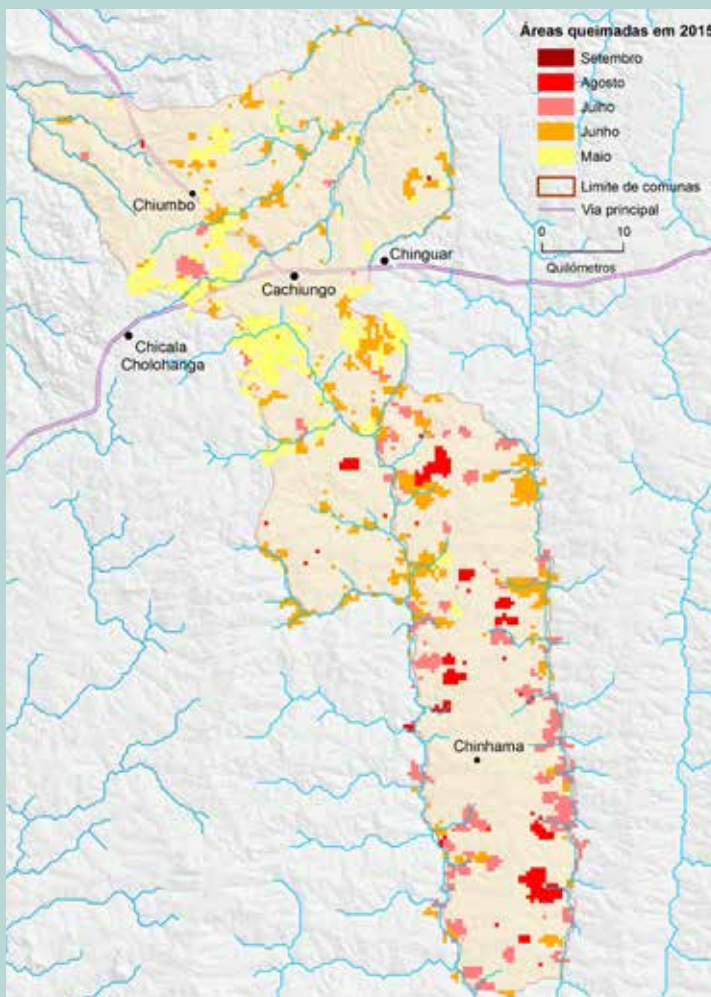 Áreas queimadas em 2015
Setembro
Agosto
Julho
Junho
Maio
Limite de comunas
Via principal
0 10
Quilómetros
Chiumbo
Chinguar
Cachiungo
Chicala
Cholohanga
Chinhama